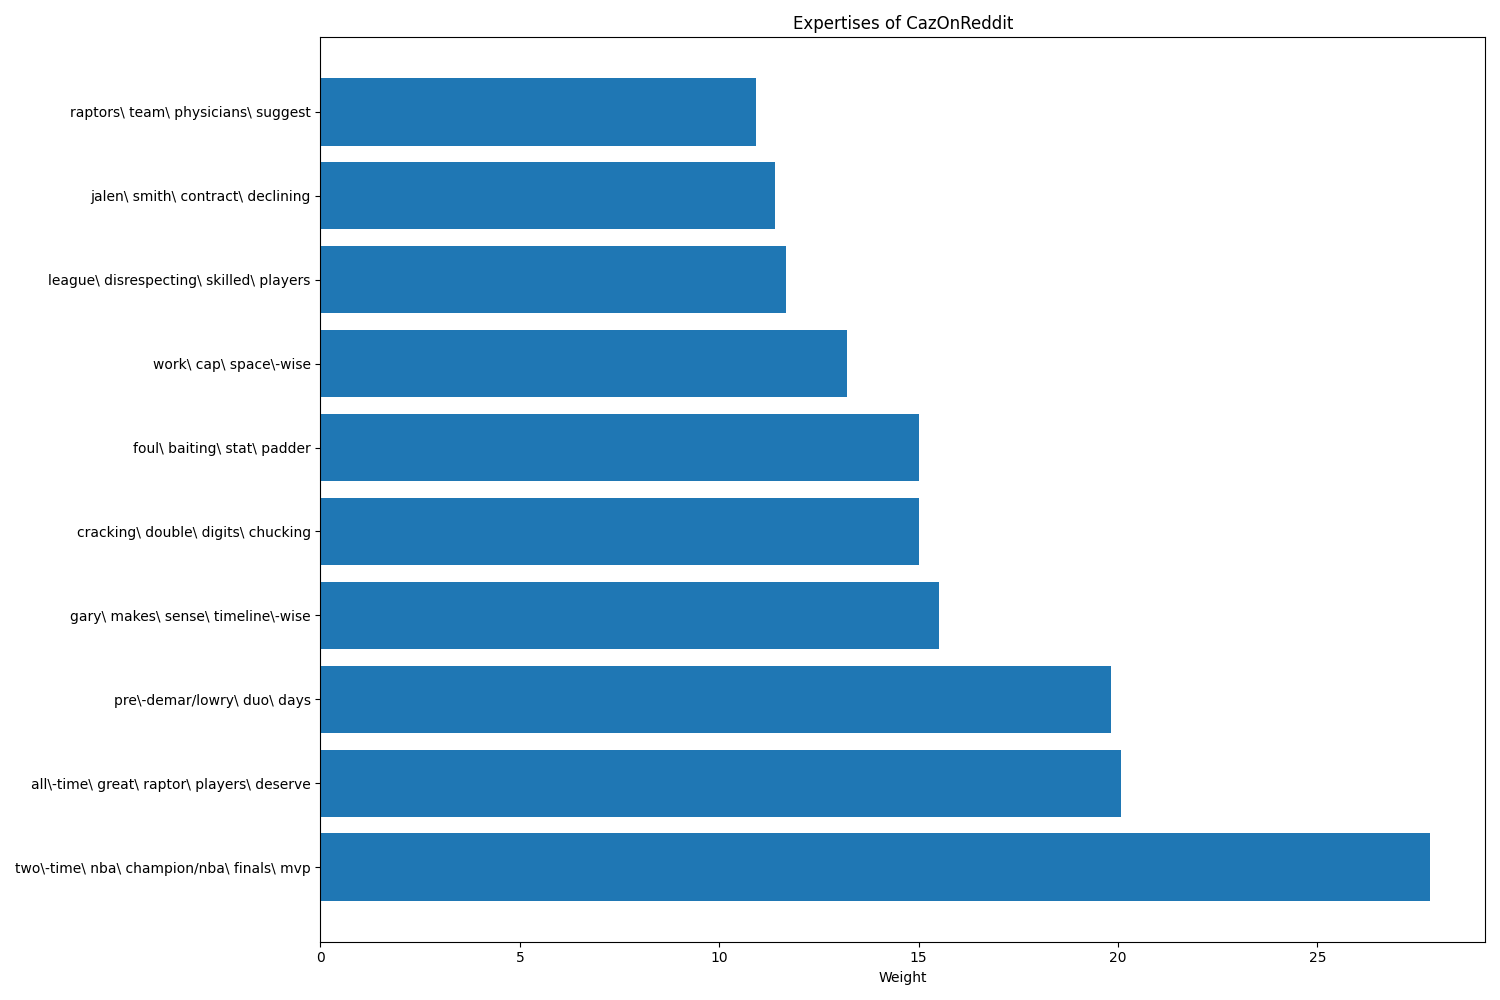 Expertises of CazOnReddit
raptors\ team\ physicians\ suggest
jalen\ smith\ contract\ declining
league\ disrespecting\ skilled\ players
work\ cap\ space\-wise
foul\ baiting\ stat\ padder
cracking\ double\ digits\ chucking
gary\ makes\ sense\ timeline\-wise
pre\-demar/lowry\ duo\ days
all\-time\ great\ raptor\ players\ deserve
two\-time\ nba\ champion/nba\ finals\ mvp
0 5 10 15 20 25
Weight